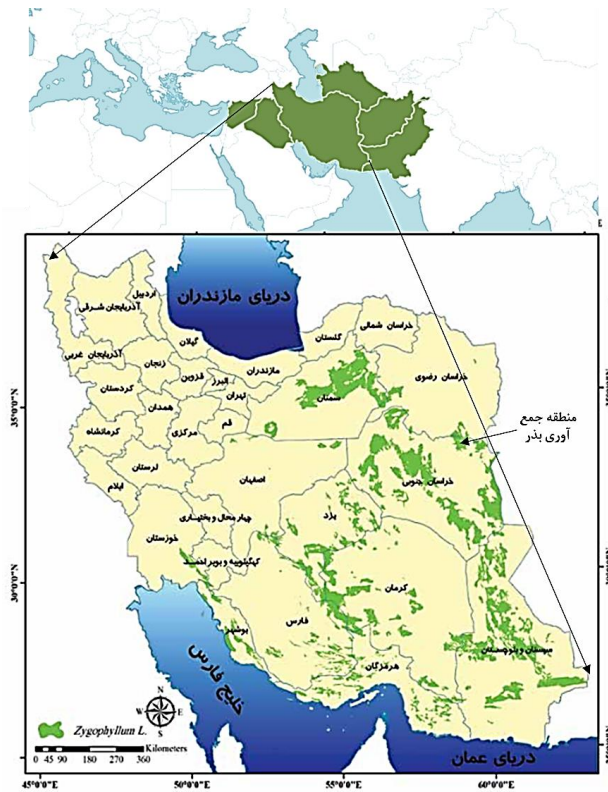 دریای مازندران
اردبیل
آذربایجان شرقی
گیلان
گلستان
خراسان شمالی
آذربایجان غربی
زنجان
قزوین
البرز
مازندران
خراسان رضوی
کردستان
تهران
سمنان
همدان
قم
منطقه جمع
آوری بذر
کرمانشاه
مرکزی
لرستان
اصفهان
خراسان جنوبی
ایلام
یزد
چهارمحال و بختیاری
خوزستان
کهگیلویه و بویر احمد
کرمان
فارس
بوشهر
سیستان و بلوچستان
هرمزگان
خلیج فارس
دریای عمان
35°0'0"N
30°0'0"N
N
W E
S
Zygophyllum L.
Kilometers
0 45 90 180 270 360
45°0'0"E 50°0'0"E 55°0'0"E 60°0'0"E